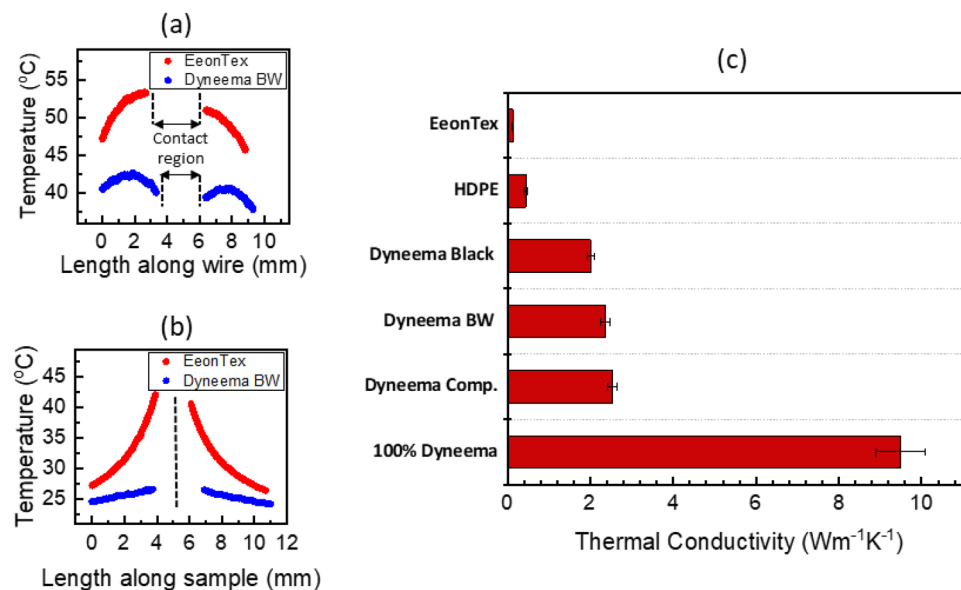 (a)
EeonTex
Dyneema BW
Contact
region
Temperature (⁰C)
55
50
45
40
0 2 4 6 8 10
Length along wire (mm)
(b)
EeonTex
Dyneema BW
Temperature (⁰C)
45
40
35
30
25
0 2 4 6 8 10 12
Length along sample (mm)
(c)
EeonTex
HDPE
Dyneema Black
Dyneema BW
Dyneema Comp.
100% Dyneema
0 2 4 6 8 10
Thermal Conductivity (Wm⁻¹K⁻¹)